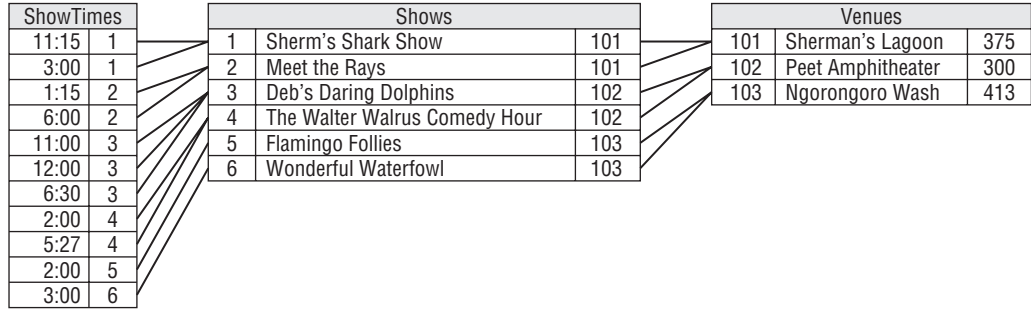 ShowTimes
11:15 1
3:00 1
1:15 2
6:00 2
11:00 3
12:00 3
6:30 3
2:00 4
5:27 4
2:00 5
3:00 6
Shows
1 Sherm's Shark Show 101
2 Meet the Rays 101
3 Deb's Daring Dolphins 102
4 The Walter Walrus Comedy Hour 102
5 Flamingo Follies 103
6 Wonderful Waterfowl 103
Venues
101 Sherman's Lagoon 375
102 Peet Amphitheater 300
103 Ngorongoro Wash 413